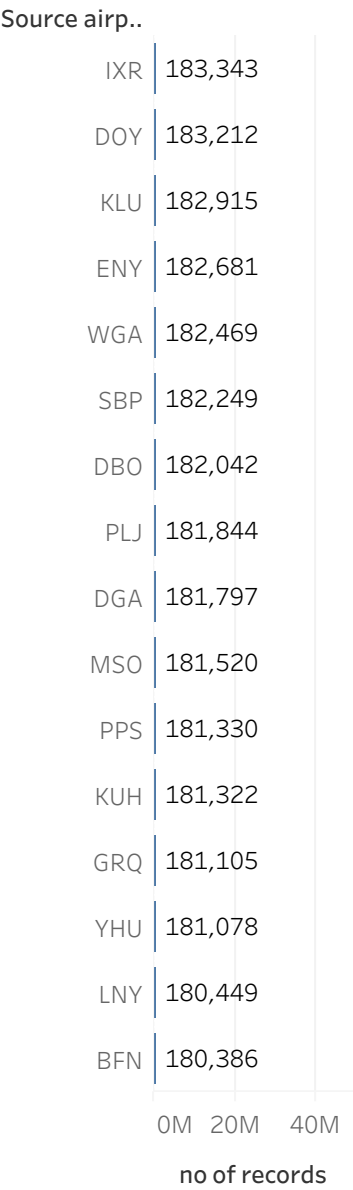 Source airp..
IXR 183,343
DOY 183,212
KLU 182,915
ENY 182,681
WGA 182,469
SBP 182,249
DBO 182,042
PLJ 181,844
DGA 181,797
MSO 181,520
PPS 181,330
KUH 181,322
GRQ 181,105
YHU 181,078
LNY 180,449
BFN 180,386
0M 20M 40M
no of records